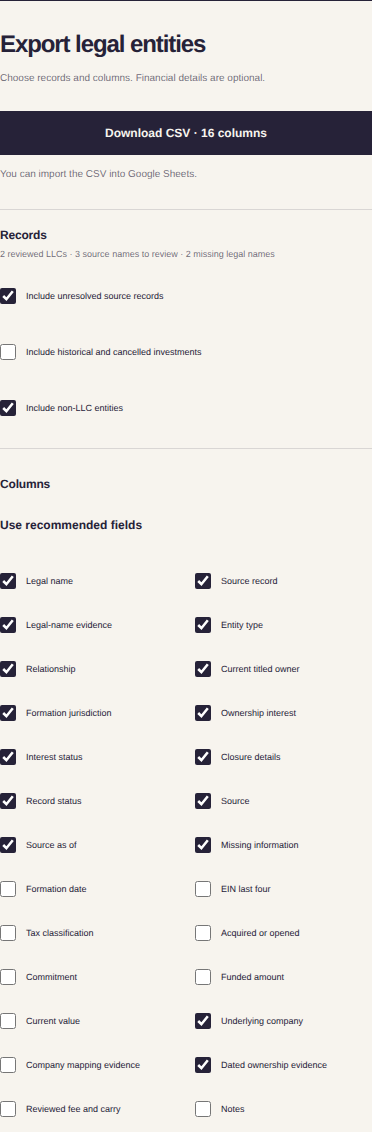 Export legal entities
Choose records and columns. Financial details are optional.
Download CSV · 16 columns
You can import the CSV into Google Sheets.
Records
2 reviewed LLCs · 3 source names to review · 2 missing legal names
Include unresolved source records
Include historical and cancelled investments
Include non-LLC entities
Columns
Use recommended fields
Legal name
Source record
Legal-name evidence
Entity type
Relationship
Current titled owner
Formation jurisdiction
Ownership interest
Interest status
Closure details
Record status
Source
Source as of
Missing information
Formation date
EIN last four
Tax classification
Acquired or opened
Commitment
Funded amount
Current value
Underlying company
Company mapping evidence
Dated ownership evidence
Reviewed fee and carry
Notes